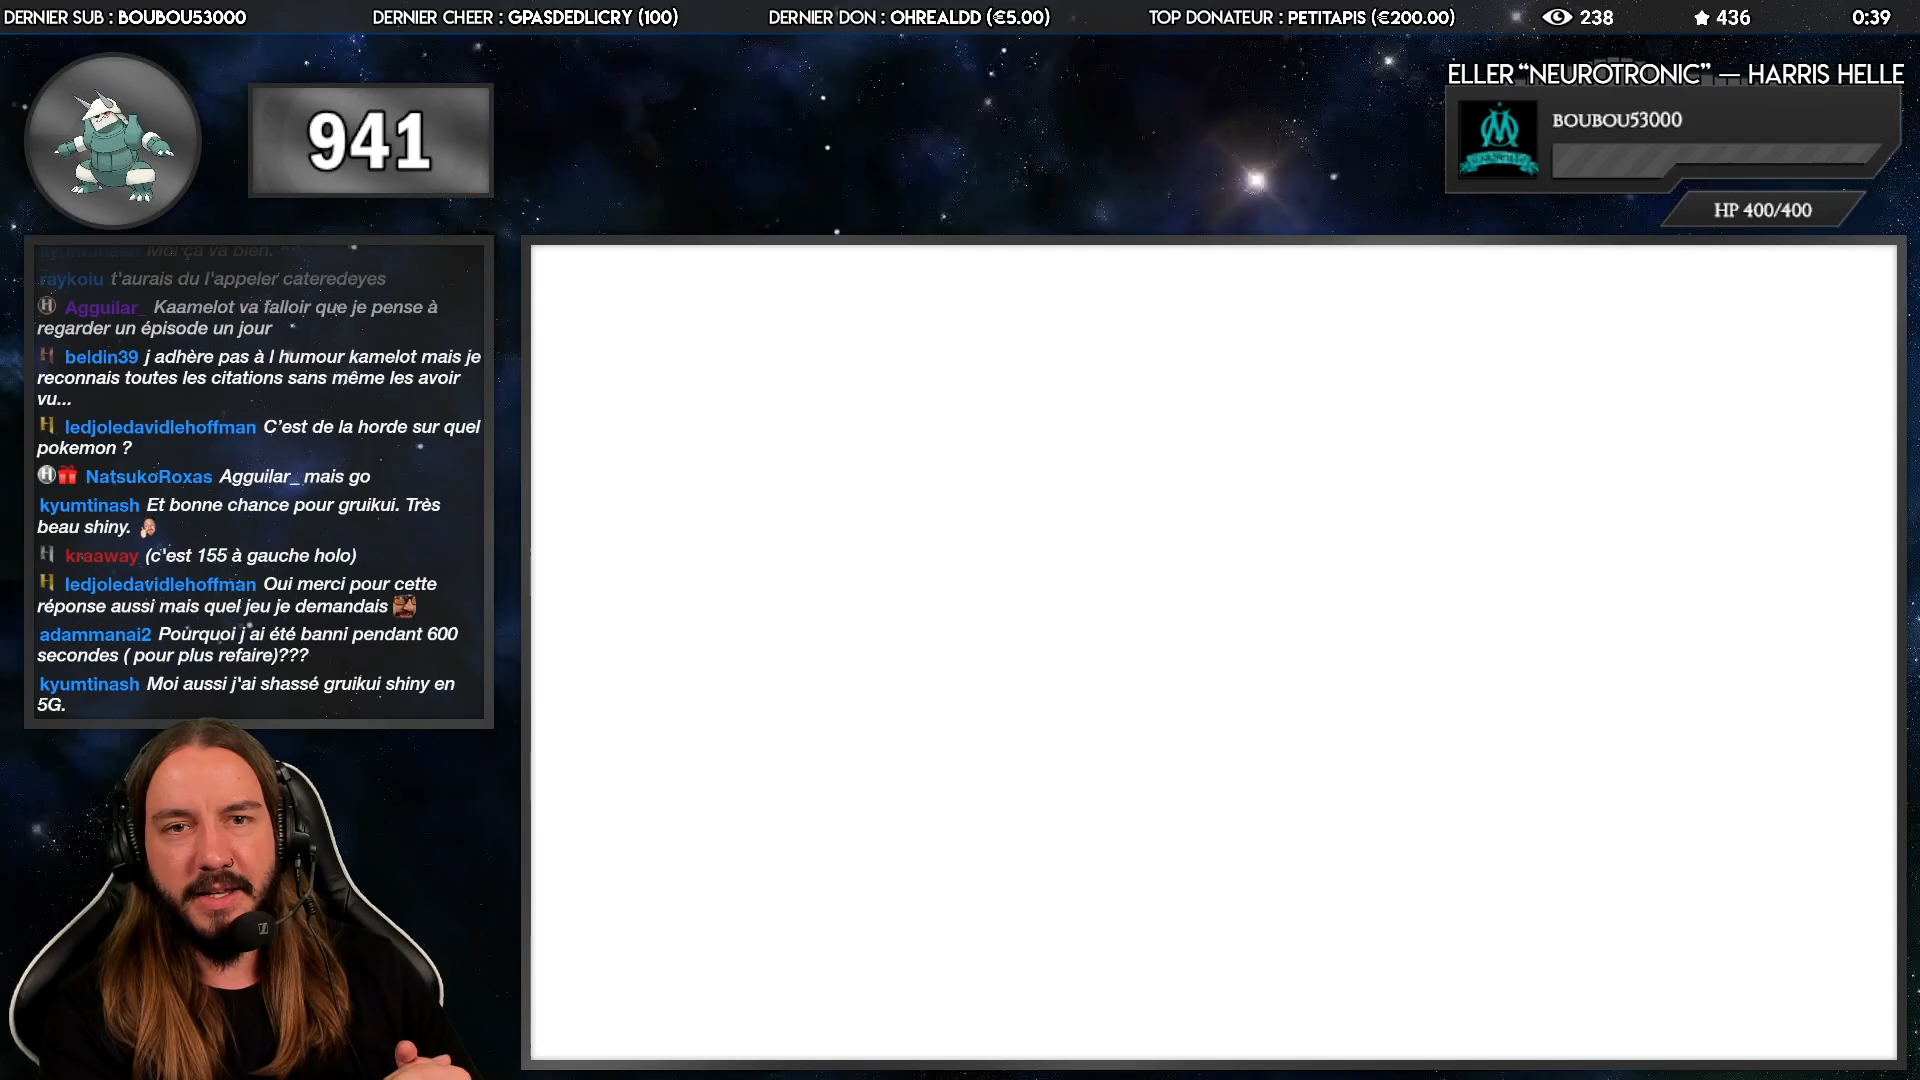 DERNIER SUB : BOUBOU53000
DERNIER CHEER : GPASDEDLICRY (100)
DERNIER DON : OHREALDD (€5.00)
TOP DONATEUR : PETITAPIS (€200.00)
238
436
0:39
941
ELLER “NEUROTRONIC” — HARRIS HELLE
BOUBOU53000
HP 400/400
kyumtinash Moi ça va bien.
raykoiu t'aurais du l'appeler cateredeyes
Agguilar_ Kaamelot va falloir que je pense à
regarder un épisode un jour
beldin39 j adhère pas à l humour kamelot mais je
reconnais toutes les citations sans même les avoir
vu...
ledjoledavidlehoffman C’est de la horde sur quel
pokemon ?
NatsukoRoxas Agguilar_ mais go
kyumtinash Et bonne chance pour gruikui. Très
beau shiny.
kraaway (c'est 155 à gauche holo)
ledjoledavidlehoffman Oui merci pour cette
réponse aussi mais quel jeu je demandais
adammanai2 Pourquoi j ai été banni pendant 600
secondes ( pour plus refaire)???
kyumtinash Moi aussi j'ai shassé gruikui shiny en
5G.